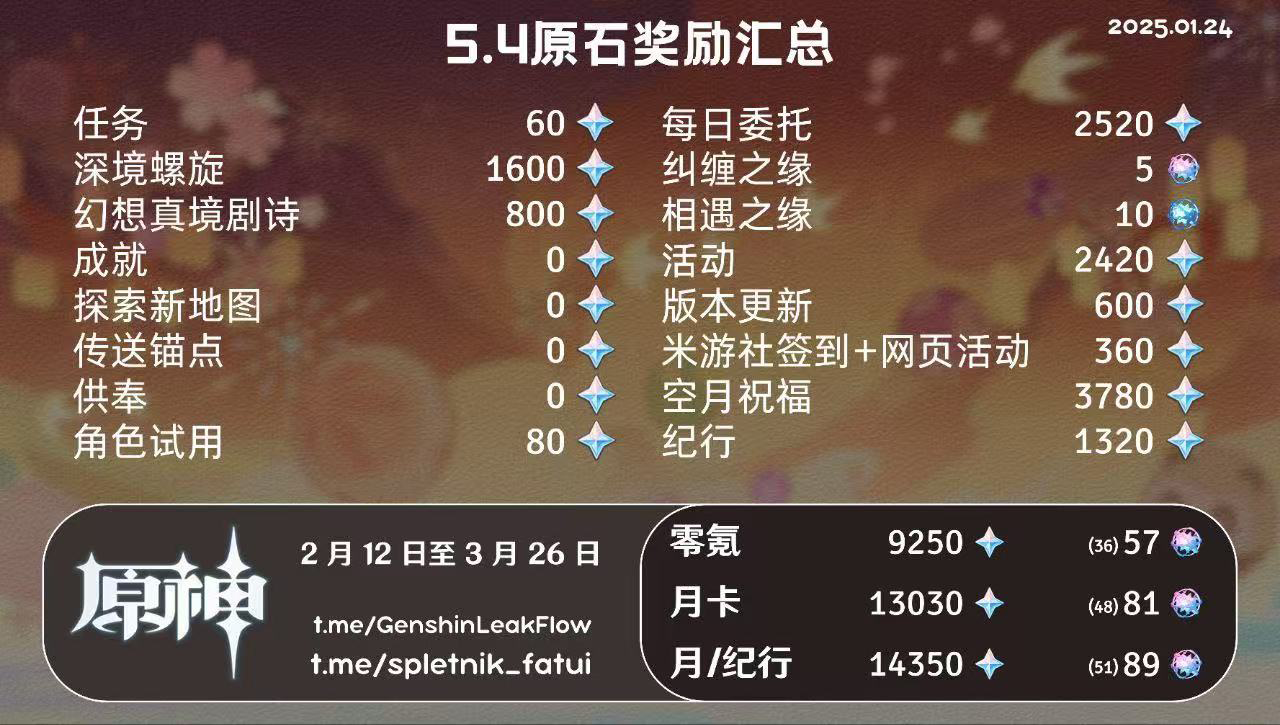 5.4原石奖励汇总
2025.01.24
任务 60
深境螺旋 1600
幻想真境剧诗 800
成就 0
探索新地图 0
传送锚点 0
供奉 0
角色试用 80
每日委托 2520
纠缠之缘 5
相遇之缘 10
活动 2420
版本更新 600
米游社签到+网页活动 360
空月祝福 3780
纪行 1320
原神
2月12日至3月26日
t.me/GenshinLeakFlow
t.me/spletnik_fatui
零氪 9250 (36)57
月卡 13030 (48)81
月/纪行 14350 (51)89